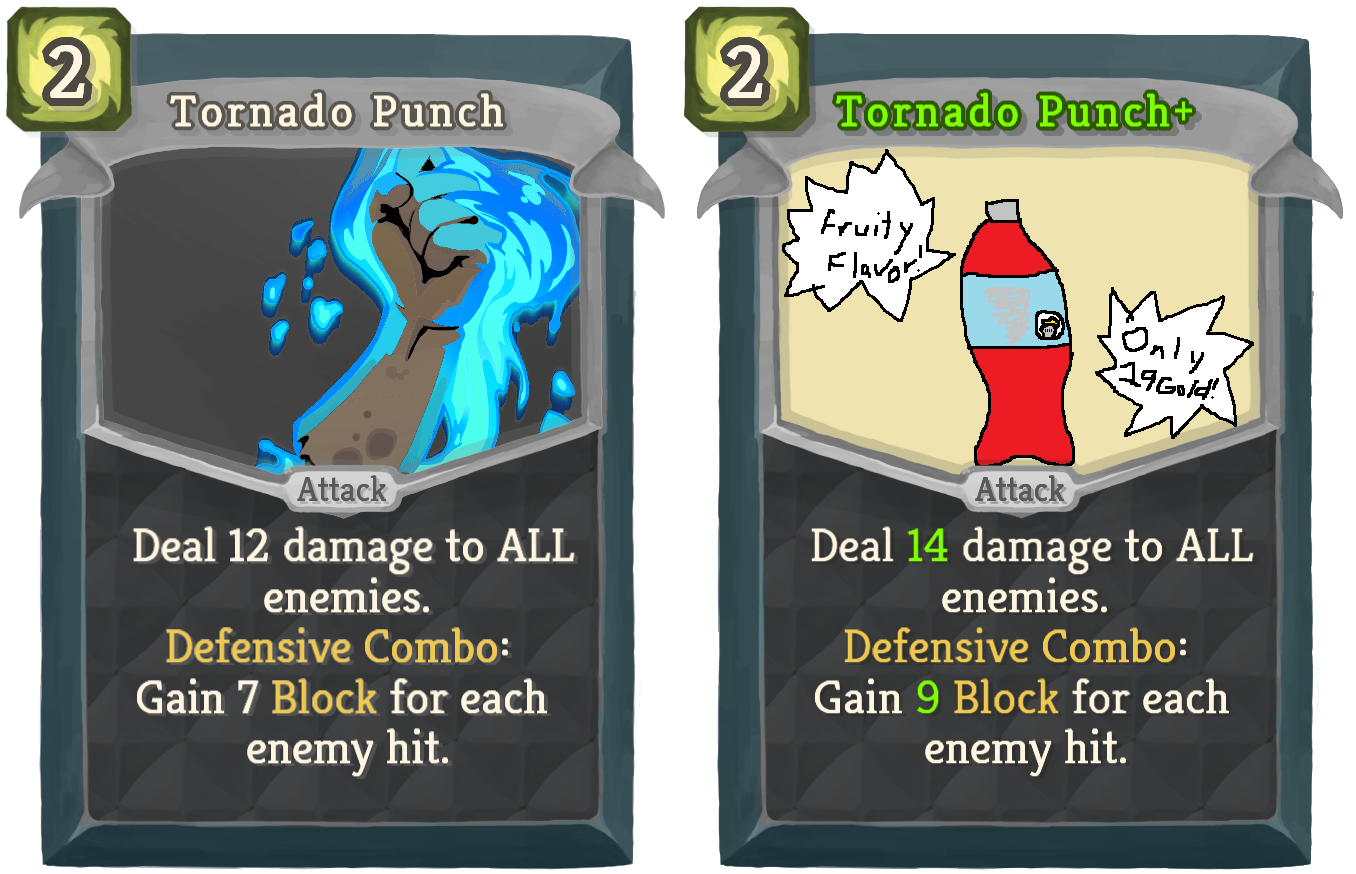 2
Tornado Punch
Attack
Deal 12 damage to ALL
enemies.
Defensive Combo:
Gain 7 Block for each
enemy hit.
2
Tornado Punch+
Fruity
Flavor!
Only
19Gold!
Attack
Deal 14 damage to ALL
enemies.
Defensive Combo:
Gain 9 Block for each
enemy hit.